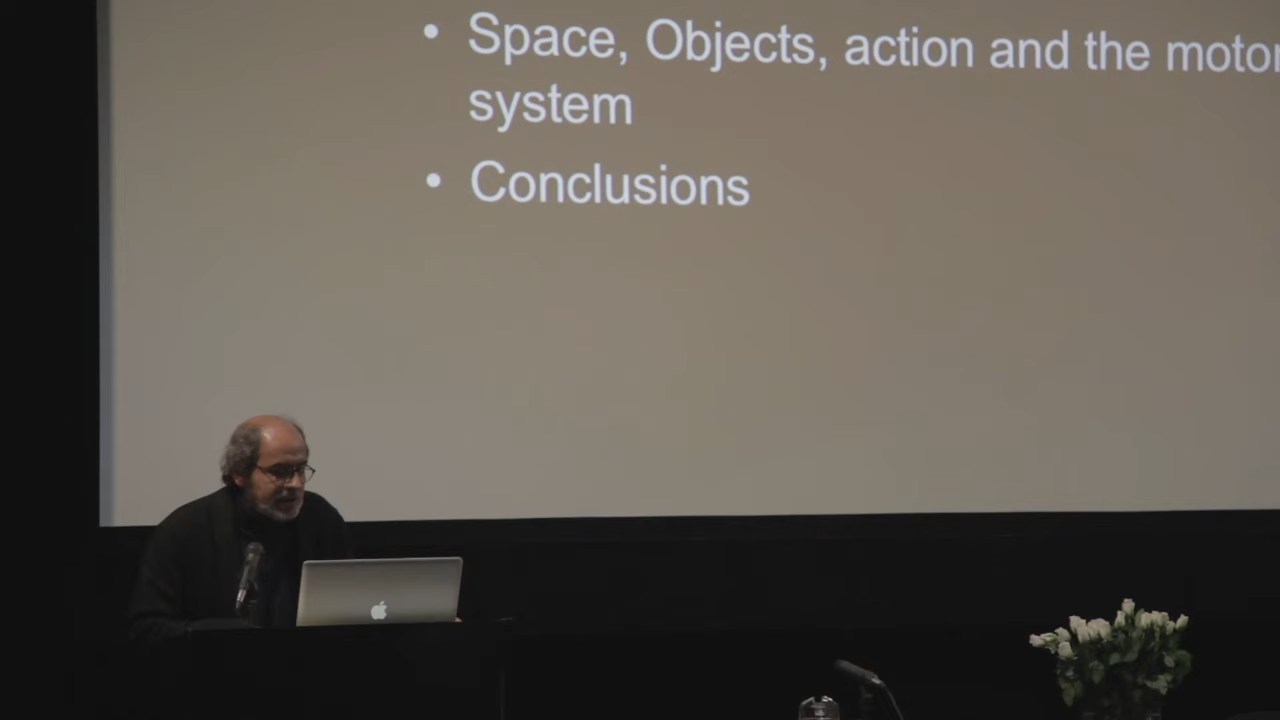 • Space, Objects, action and the motor
system
• Conclusions